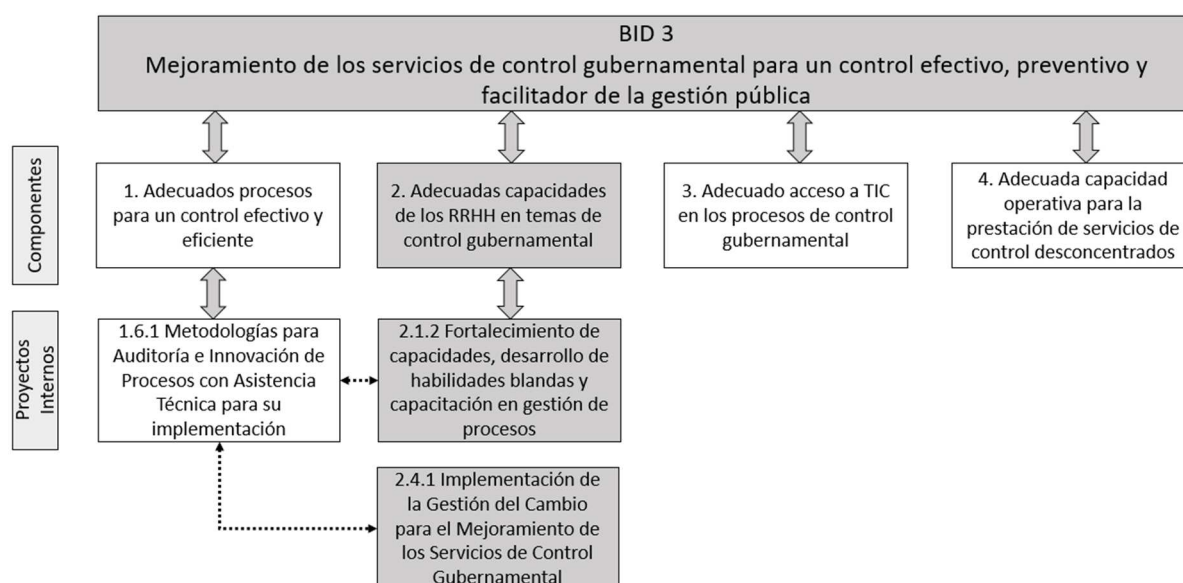 BID 3
Mejoramiento de los servicios de control gubernamental para un control efectivo, preventivo y
facilitador de la gestión pública
Componentes
1. Adecuados procesos
para un control efectivo y
eficiente
2. Adecuadas capacidades
de los RRHH en temas de
control gubernamental
3. Adecuado acceso a TIC
en los procesos de control
gubernamental
4. Adecuada capacidad
operativa para la
prestación de servicios de
control desconcentrados
Proyectos
Internos
1.6.1 Metodologías para
Auditoría e Innovación de
Procesos con Asistencia
Técnica para su
implementación
2.1.2 Fortalecimiento de
capacidades, desarrollo de
habilidades blandas y
capacitación en gestión de
procesos
2.4.1 Implementación de
la Gestión del Cambio
para el Mejoramiento de
los Servicios de Control
Gubernamental